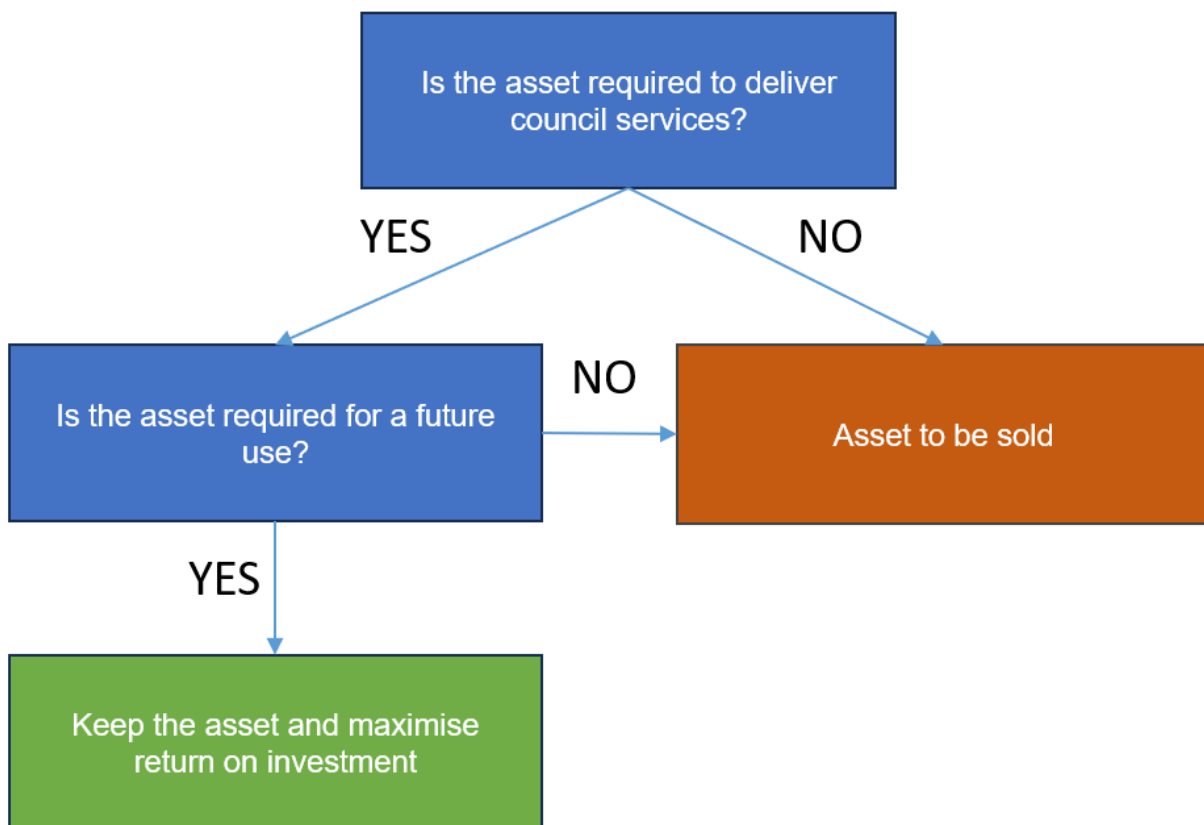 Is the asset required to deliver
council services?
YES
NO
Is the asset required for a future
use?
NO
Asset to be sold
YES
Keep the asset and maximise
return on investment